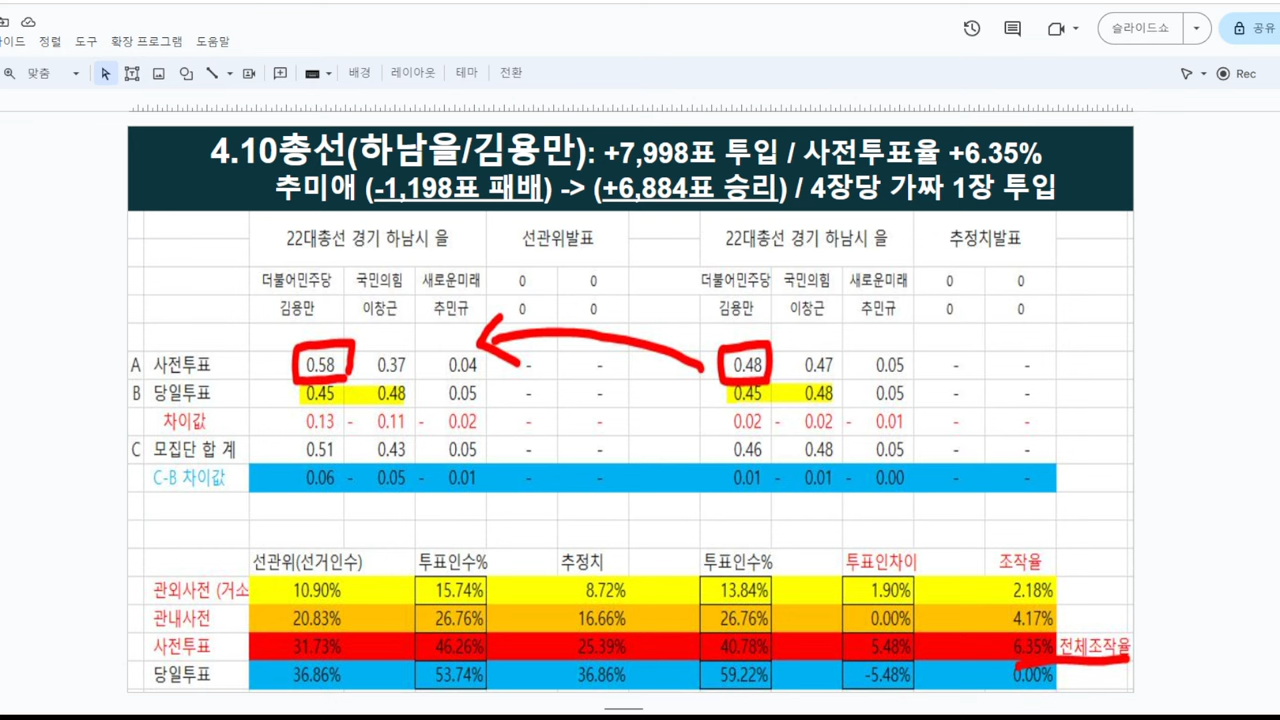 이드 정렬 도구 확장 프로그램 도움말
슬라이드쇼
공유
맞춤
배경 레이아웃 테마 전환
Rec
4.10총선(하남을/김용만): +7,998표 투입 / 사전투표율 +6.35%
추미애 (-1,198표 패배) -> (+6,884표 승리) / 4장당 가짜 1장 투입
22대총선 경기 하남시 을 선관위발표 22대총선 경기 하남시 을 추정치발표
더불어민주당 국민의힘 새로운미래 0 0 더불어민주당 국민의힘 새로운미래 0 0
김용만 이창근 추민규 0 0 김용만 이창근 추민규 0 0
A 사전투표 0.58 0.37 0.04 - - 0.48 0.47 0.05 - -
B 당일투표 0.45 0.48 0.05 - - 0.45 0.48 0.05 - -
차이값 0.13 - 0.11 - 0.02 - - 0.02 - 0.02 - 0.01 - -
C 모집단 합 계 0.51 0.43 0.05 - - 0.46 0.48 0.05 - -
C-B 차이값 0.06 - 0.05 - 0.01 - - 0.01 - 0.01 - 0.00 - -
선관위(선거인수) 투표인수% 추정치 투표인수% 투표인차이 조작율
관외사전 (거소 10.90% 15.74% 8.72% 13.84% 1.90% 2.18%
관내사전 20.83% 26.76% 16.66% 26.76% 0.00% 4.17%
사전투표 31.73% 46.26% 25.39% 40.78% 5.48% 6.35% 전체조작율
당일투표 36.86% 53.74% 36.86% 59.22% -5.48% 0.00%